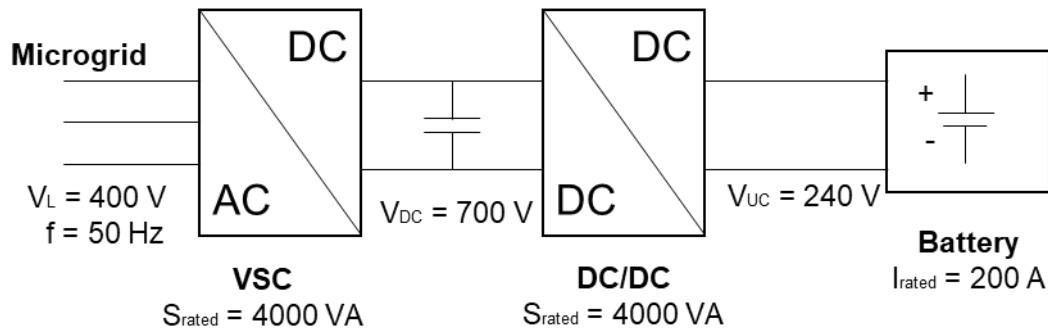 Microgrid
V_L = 400 V
f = 50 Hz
DC
AC
VSC
S_rated = 4000 VA
V_DC = 700 V
DC
DC
DC/DC
S_rated = 4000 VA
V_UC = 240 V
+
-
Battery
I_rated = 200 A